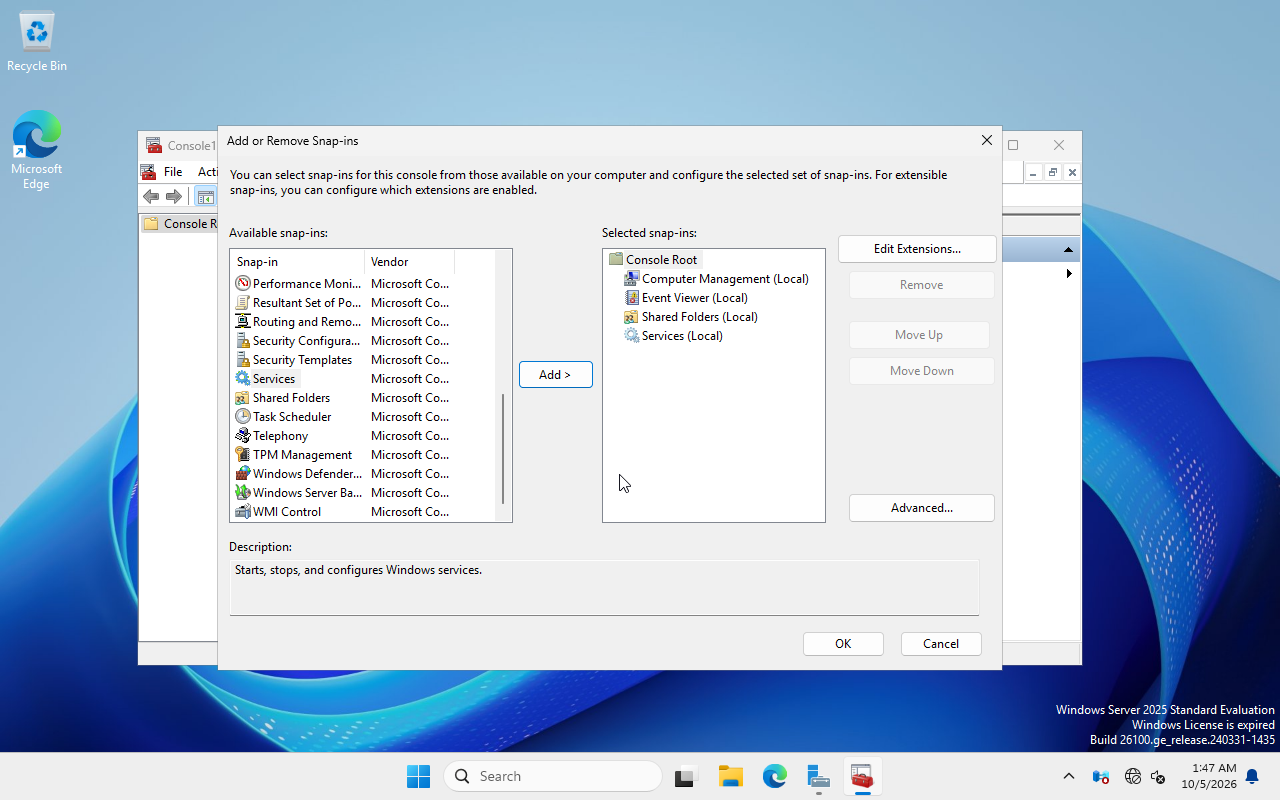 Recycle Bin
Microsoft
Edge
Console1
File
Acti
Console R
Add or Remove Snap-ins
You can select snap-ins for this console from those available on your computer and configure the selected set of snap-ins. For extensible
snap-ins, you can configure which extensions are enabled.
Available snap-ins:
Snap-in Vendor
Performance Moni... Microsoft Co...
Resultant Set of Po... Microsoft Co...
Routing and Remo... Microsoft Co...
Security Configura... Microsoft Co...
Security Templates Microsoft Co...
Services Microsoft Co...
Shared Folders Microsoft Co...
Task Scheduler Microsoft Co...
Telephony Microsoft Co...
TPM Management Microsoft Co...
Windows Defender... Microsoft Co...
Windows Server Ba... Microsoft Co...
WMI Control Microsoft Co...
Add >
Selected snap-ins:
Console Root
Computer Management (Local)
Event Viewer (Local)
Shared Folders (Local)
Services (Local)
Edit Extensions...
Remove
Move Up
Move Down
Advanced...
Description:
Starts, stops, and configures Windows services.
OK
Cancel
Windows Server 2025 Standard Evaluation
Windows License is expired
Build 26100.ge_release.240331-1435
Search
1:47 AM
10/5/2026